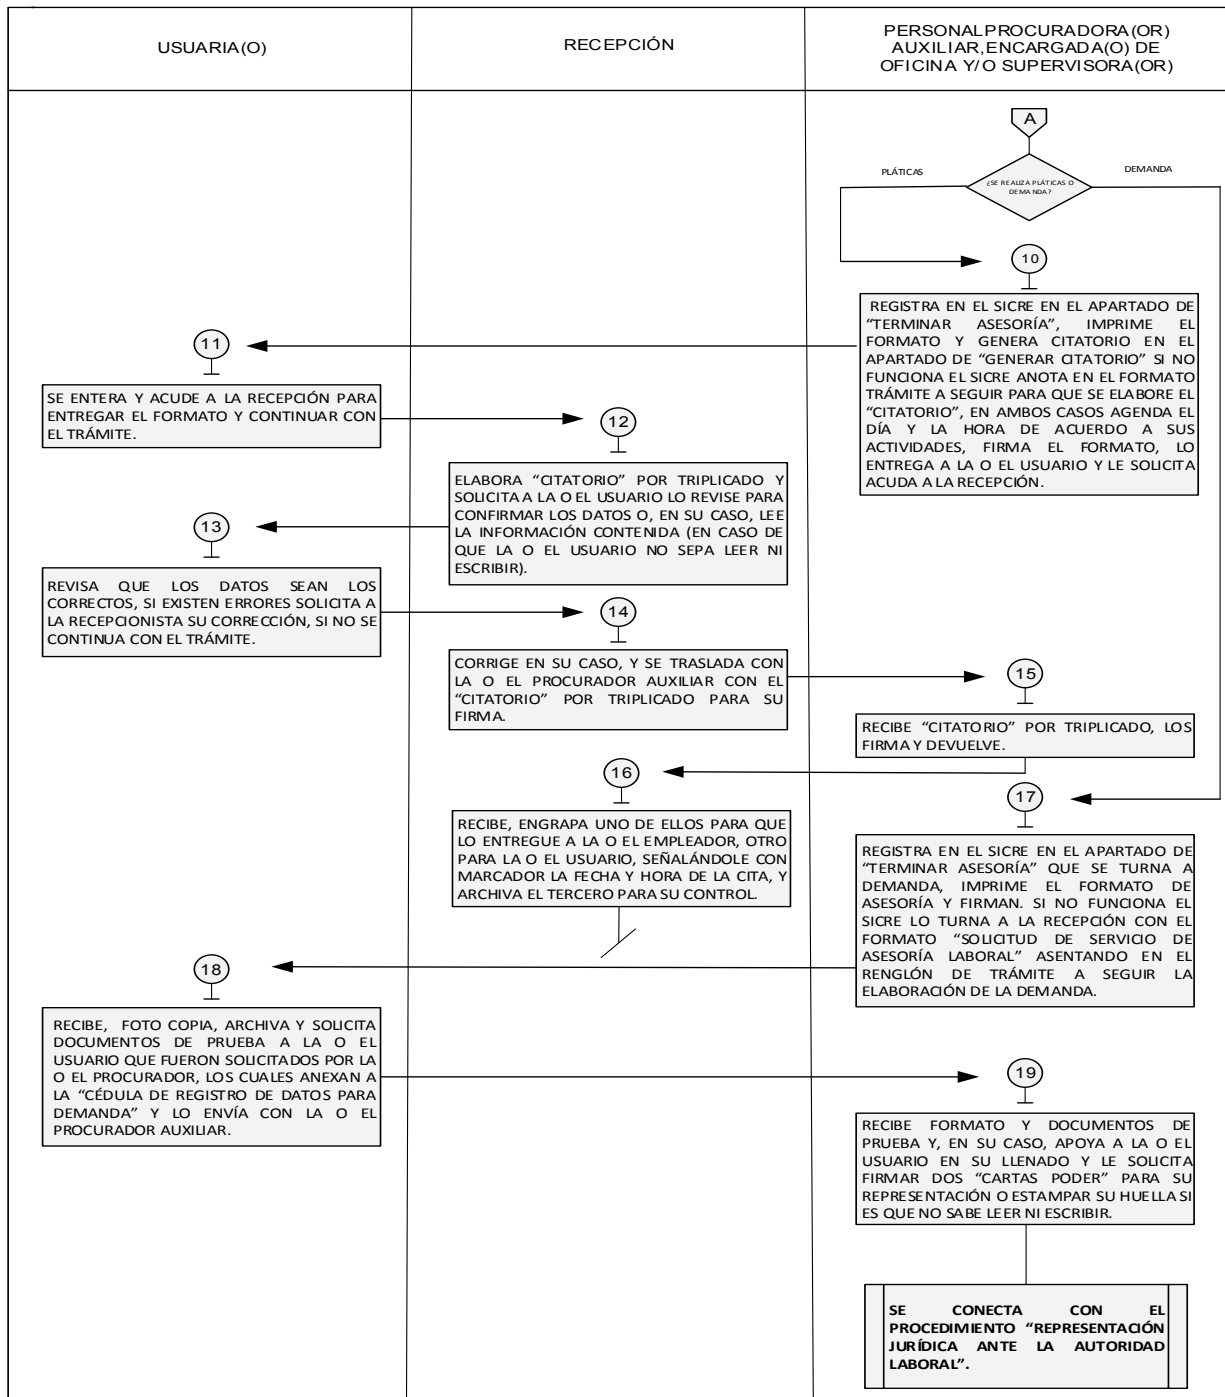 USUARIA(O)
RECEPCIÓN
PERSONAL PROCURADORA(OR)
AUXILIAR, ENCARGADA(O) DE
OFICINA Y/O SUPERVISORA(OR)
A
¿SE REALIZA PLÁTICAS O
DEMANDA?
PLÁTICAS
DEMANDA
10
REGISTRA EN EL SICRE EN EL APARTADO DE
“TERMINAR ASESORÍA”, IMPRIME EL
FORMATO Y GENERA CITATORIO EN EL
APARTADO DE “GENERAR CITATORIO” SI NO
FUNCIONA EL SICRE ANOTA EN EL FORMATO
TRÁMITE A SEGUIR PARA QUE SE ELABORE EL
“CITATORIO”, EN AMBOS CASOS AGENDA EL
DÍA Y LA HORA DE ACUERDO A SUS
ACTIVIDADES, FIRMA EL FORMATO, LO
ENTREGA A LA O EL USUARIO Y LE SOLICITA
ACUDA A LA RECEPCIÓN.
11
SE ENTERA Y ACUDE A LA RECEPCIÓN PARA
ENTREGAR EL FORMATO Y CONTINUAR CON
EL TRÁMITE.
12
ELABORA “CITATORIO” POR TRIPLICADO Y
SOLICITA A LA O EL USUARIO LO REVISE PARA
CONFIRMAR LOS DATOS O, EN SU CASO, LEE
LA INFORMACIÓN CONTENIDA (EN CASO DE
QUE LA O EL USUARIO NO SEPA LEER NI
ESCRIBIR).
13
REVISA QUE LOS DATOS SEAN LOS
CORRECTOS, SI EXISTEN ERRORES SOLICITA A
LA RECEPCIONISTA SU CORRECCIÓN, SI NO SE
CONTINUA CON EL TRÁMITE.
14
CORRIGE EN SU CASO, Y SE TRASLADA CON
LA O EL PROCURADOR AUXILIAR CON EL
“CITATORIO” POR TRIPLICADO PARA SU
FIRMA.
15
RECIBE “CITATORIO” POR TRIPLICADO, LOS
FIRMA Y DEVUELVE.
16
RECIBE, ENGRAPA UNO DE ELLOS PARA QUE
LO ENTREGUE A LA O EL EMPLEADOR, OTRO
PARA LA O EL USUARIO, SEÑALÁNDOLE CON
MARCADOR LA FECHA Y HORA DE LA CITA, Y
ARCHIVA EL TERCERO PARA SU CONTROL.
17
REGISTRA EN EL SICRE EN EL APARTADO DE
“TERMINAR ASESORÍA” QUE SE TURNA A
DEMANDA, IMPRIME EL FORMATO DE
ASESORÍA Y FIRMAN. SI NO FUNCIONA EL
SICRE LO TURNA A LA RECEPCIÓN CON EL
FORMATO “SOLICITUD DE SERVICIO DE
ASESORÍA LABORAL” ASENTANDO EN EL
RENGLÓN DE TRÁMITE A SEGUIR LA
ELABORACIÓN DE LA DEMANDA.
18
RECIBE, FOTO COPIA, ARCHIVA Y SOLICITA
DOCUMENTOS DE PRUEBA A LA O EL
USUARIO QUE FUERON SOLICITADOS POR LA
O EL PROCURADOR, LOS CUALES ANEXAN A
LA “CÉDULA DE REGISTRO DE DATOS PARA
DEMANDA” Y LO ENVÍA CON LA O EL
PROCURADOR AUXILIAR.
19
RECIBE FORMATO Y DOCUMENTOS DE
PRUEBA Y, EN SU CASO, APOYA A LA O EL
USUARIO EN SU LLENADO Y LE SOLICITA
FIRMAR DOS “CARTAS PODER” PARA SU
REPRESENTACIÓN O ESTAMPAR SU HUELLA SI
ES QUE NO SABE LEER NI ESCRIBIR.
SE CONECTA CON EL
PROCEDIMIENTO “REPRESENTACIÓN
JURÍDICA ANTE LA AUTORIDAD
LABORAL”.